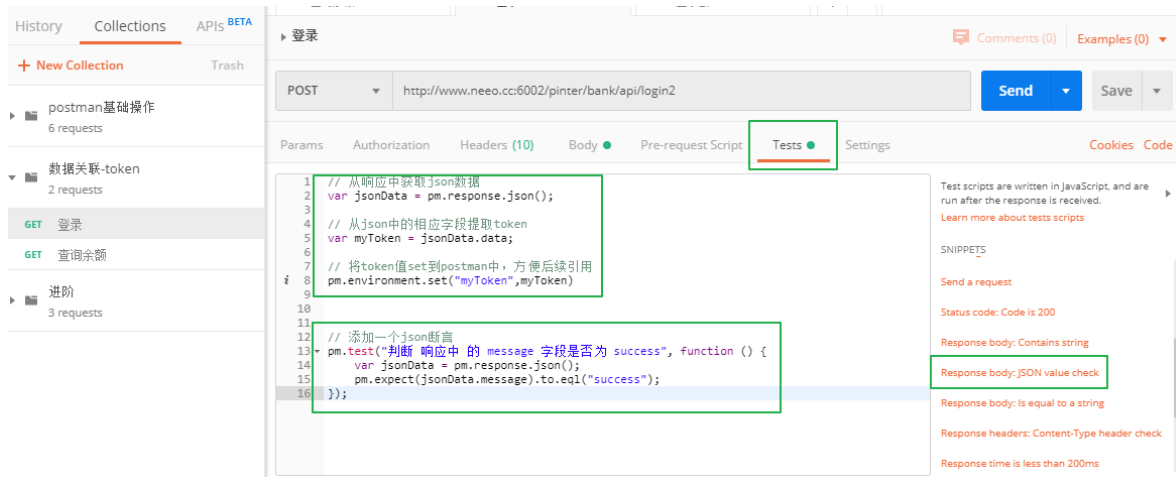 History Collections APIs BETA
+ New Collection Trash
postman基础操作
6 requests
数据关联-token
2 requests
GET 登录
GET 查询余额
进阶
3 requests
登录
Comments (0) Examples (0)
POST http://www.neeo.cc:6002/pinter/bank/api/login2 Send Save
Params Authorization Headers (10) Body Pre-request Script Tests Settings Cookies Code
1 // 从响应中获取json数据
2 var jsonData = pm.response.json();
3
4 // 从json中的相应字段提取token
5 var myToken = jsonData.data;
6
7 // 将token值set到postman中，方便后续引用
i 8 pm.environment.set("myToken",myToken)
9
10
11
12 // 添加一个json断言
13 pm.test("判断 响应中 的 message 字段是否为 success", function () {
14 var jsonData = pm.response.json();
15 pm.expect(jsonData.message).to.eql("success");
16 });
Test scripts are written in JavaScript, and are
run after the response is received.
Learn more about tests scripts
SNIPPETS
Send a request
Status code: Code is 200
Response body: Contains string
Response body: JSON value check
Response body: Is equal to a string
Response headers: Content-Type header check
Response time is less than 200ms